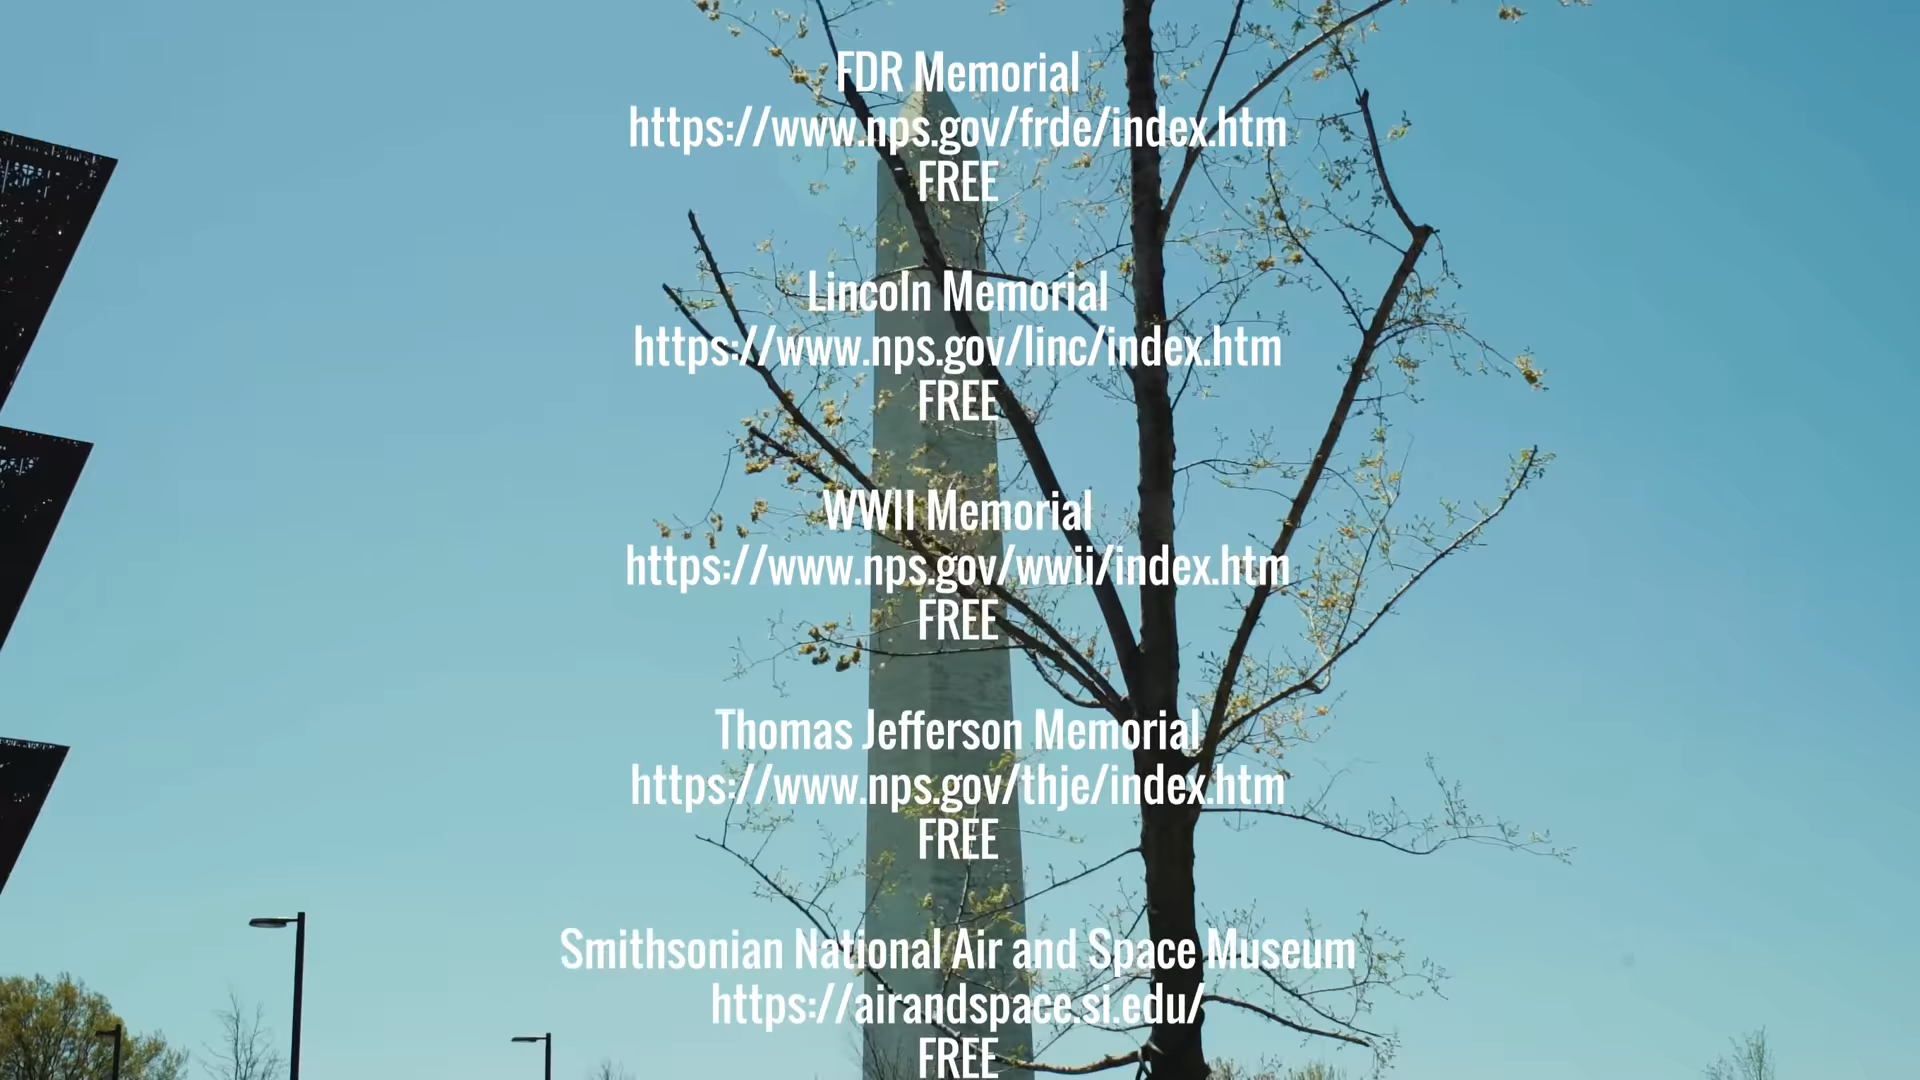 FDR Memorial
https://www.nps.gov/frde/index.htm
FREE
Lincoln Memorial
https://www.nps.gov/linc/index.htm
FREE
WWII Memorial
https://www.nps.gov/wwii/index.htm
FREE
Thomas Jefferson Memorial
https://www.nps.gov/thje/index.htm
FREE
Smithsonian National Air and Space Museum
https://airandspace.si.edu/
FREE